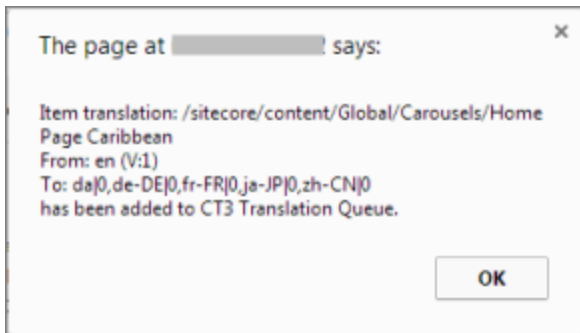 The page at says:
Item translation: /sitecore/content/Global/Carousels/Home
Page Caribbean
From: en (V:1)
To: da|0,de-DE|0,fr-FR|0,ja-JP|0,zh-CN|0
has been added to CT3 Translation Queue.
OK